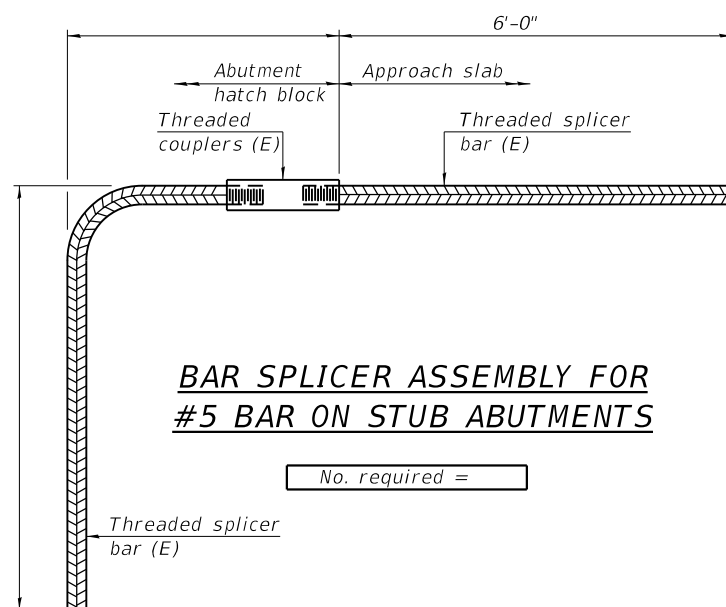 6'-0"
Abutment
hatch block
Approach slab
Threaded
couplers (E)
Threaded splicer
bar (E)
BAR SPLICER ASSEMBLY FOR
#5 BAR ON STUB ABUTMENTS
No. required =
Threaded splicer
bar (E)